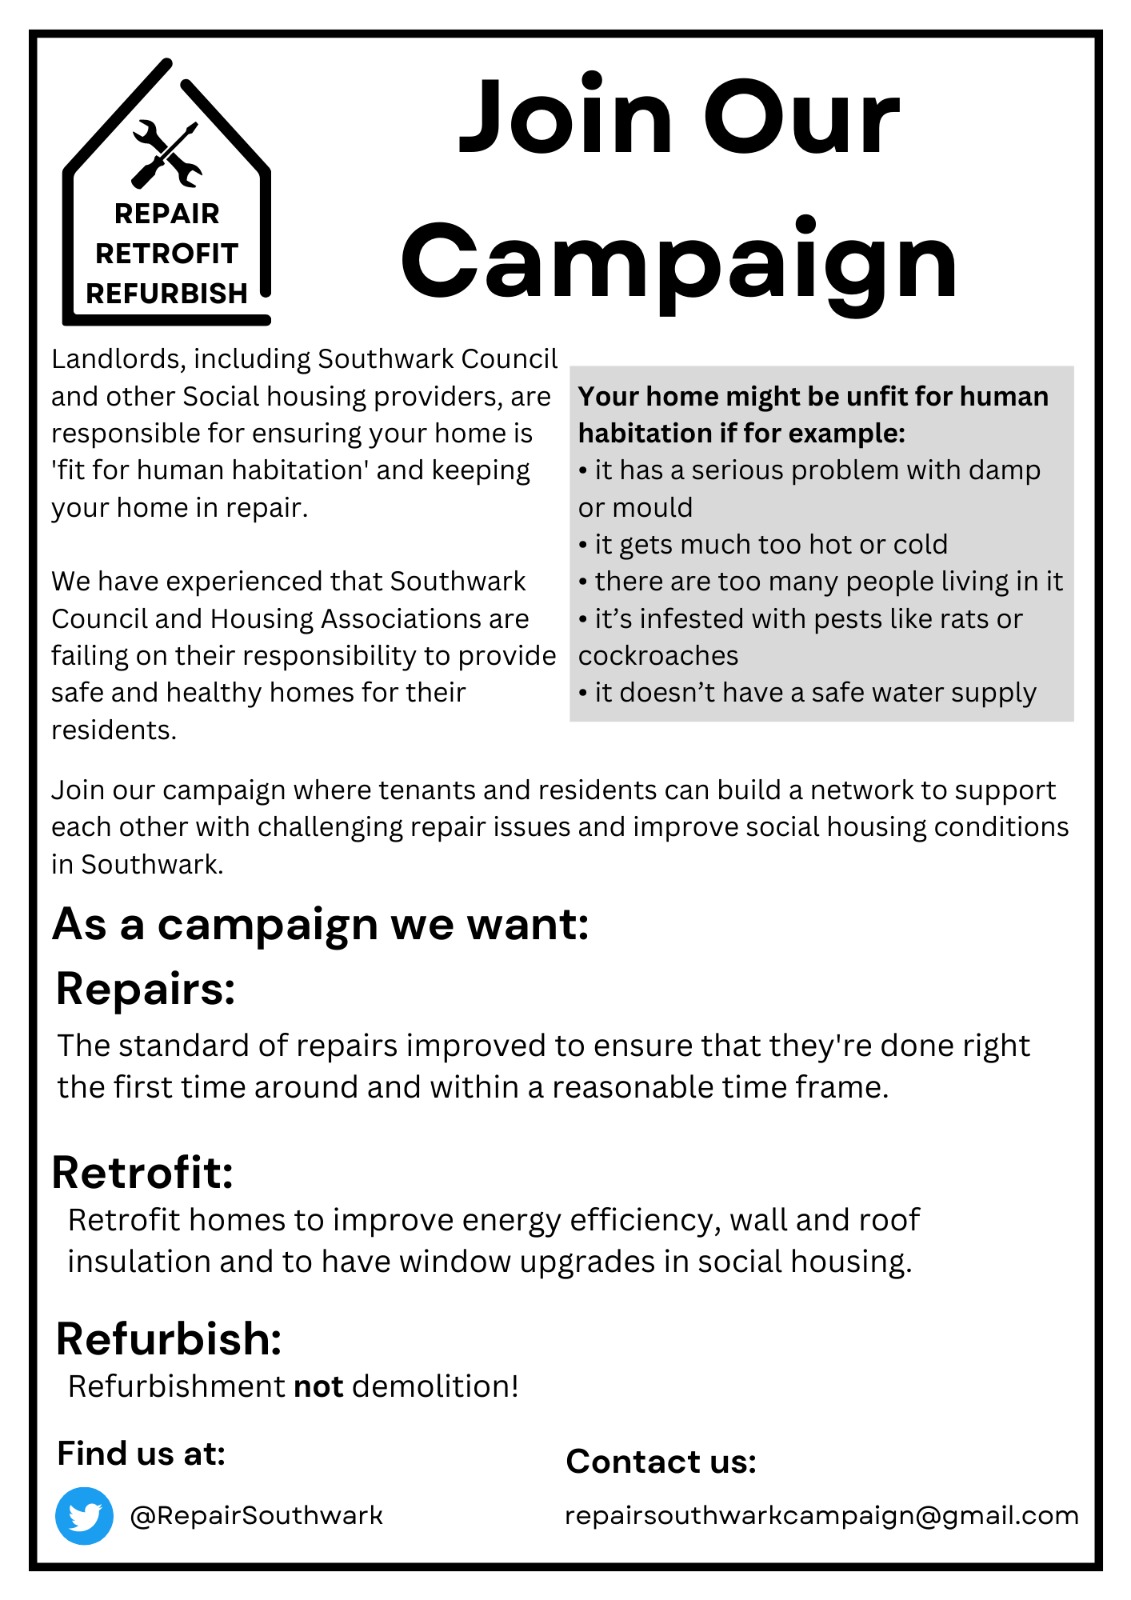 REPAIR
RETROFIT
REFURBISH
Join Our
Campaign
Landlords, including Southwark Council
and other Social housing providers, are
responsible for ensuring your home is
'fit for human habitation' and keeping
your home in repair.
We have experienced that Southwark
Council and Housing Associations are
failing on their responsibility to provide
safe and healthy homes for their
residents.
Your home might be unfit for human
habitation if for example:
• it has a serious problem with damp
or mould
• it gets much too hot or cold
• there are too many people living in it
• it’s infested with pests like rats or
cockroaches
• it doesn’t have a safe water supply
Join our campaign where tenants and residents can build a network to support
each other with challenging repair issues and improve social housing conditions
in Southwark.
As a campaign we want:
Repairs:
The standard of repairs improved to ensure that they're done right
the first time around and within a reasonable time frame.
Retrofit:
Retrofit homes to improve energy efficiency, wall and roof
insulation and to have window upgrades in social housing.
Refurbish:
Refurbishment not demolition!
Find us at:
@RepairSouthwark
Contact us:
repairsouthwarkcampaign@gmail.com